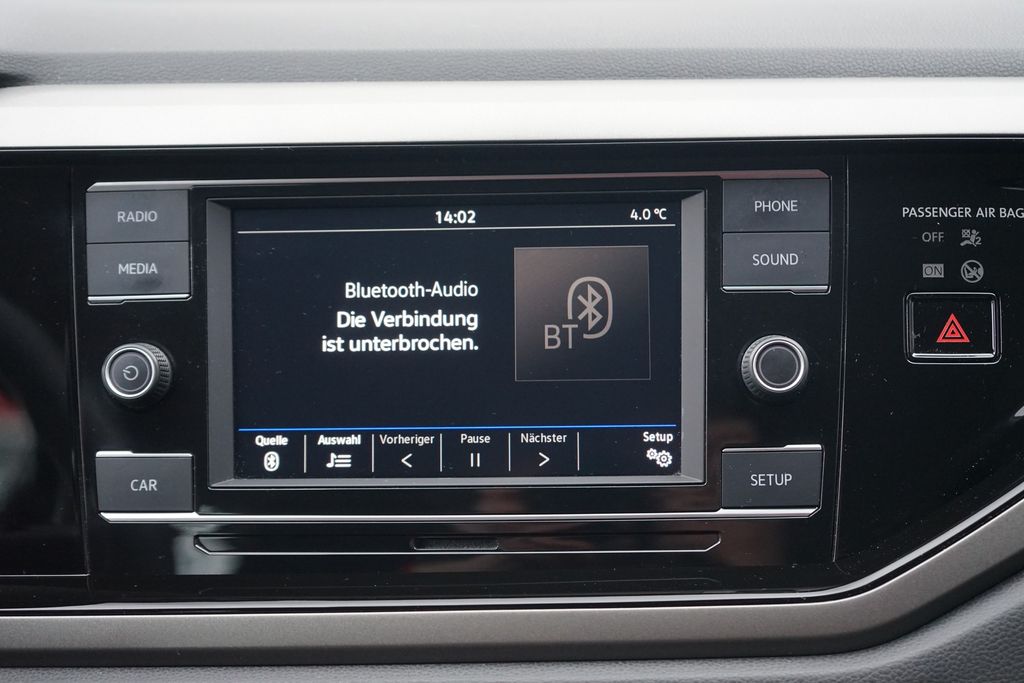 RADIO
MEDIA
CAR
14:02
4.0 °C
Bluetooth-Audio
Die Verbindung
ist unterbrochen.
BT
Quelle
Auswahl
Vorheriger
Pause
Nächster
Setup
PHONE
SOUND
SETUP
PASSENGER AIR BAG
OFF
2
ON